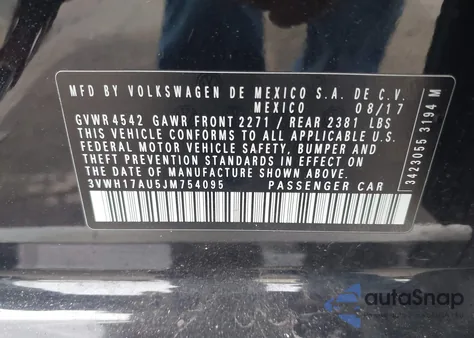 MFD BY VOLKSWAGEN DE MEXICO S.A. DE C.V.
MEXICO 08/17
GVWR 4542 GAWR FRONT 2271 / REAR 2381 LBS
THIS VEHICLE CONFORMS TO ALL APPLICABLE U.S.
FEDERAL MOTOR VEHICLE SAFETY, BUMPER AND
THEFT PREVENTION STANDARDS IN EFFECT ON
THE DATE OF MANUFACTURE SHOWN ABOVE.
3VWH17AU5JM754095 PASSENGER CAR
3423055 3194 M
autoSnap